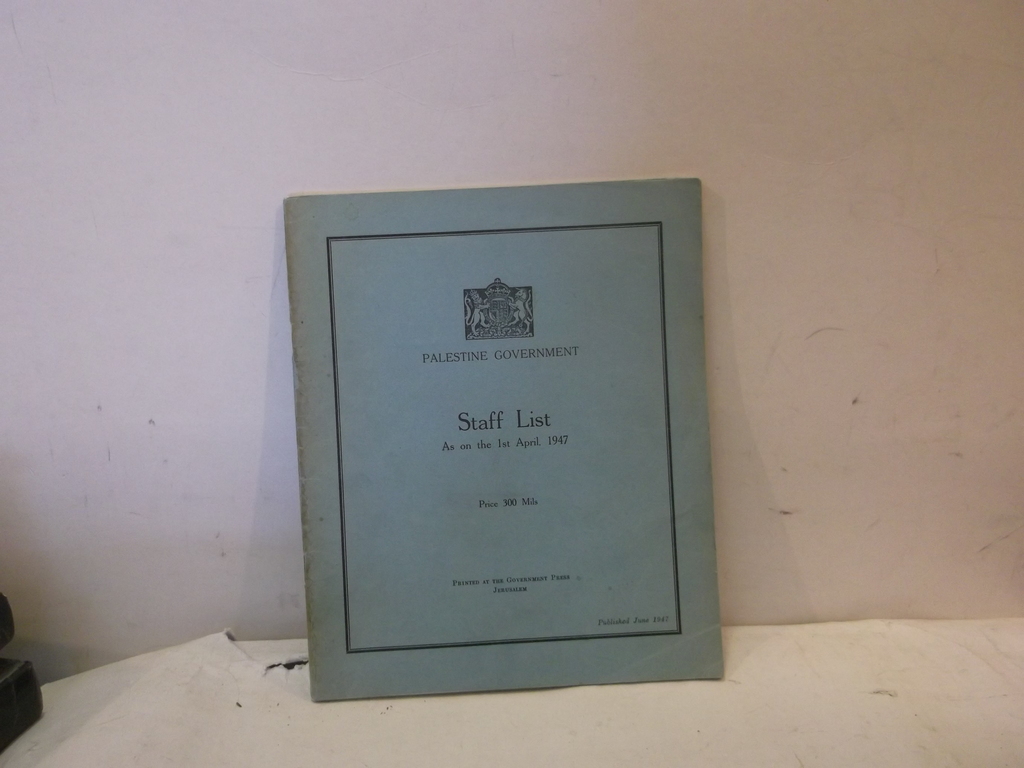 PALESTINE GOVERNMENT
Staff List
As on the 1st April, 1947
Price 300 Mils
PRINTED AT THE GOVERNMENT PRESS
JERUSALEM
Published June 1947